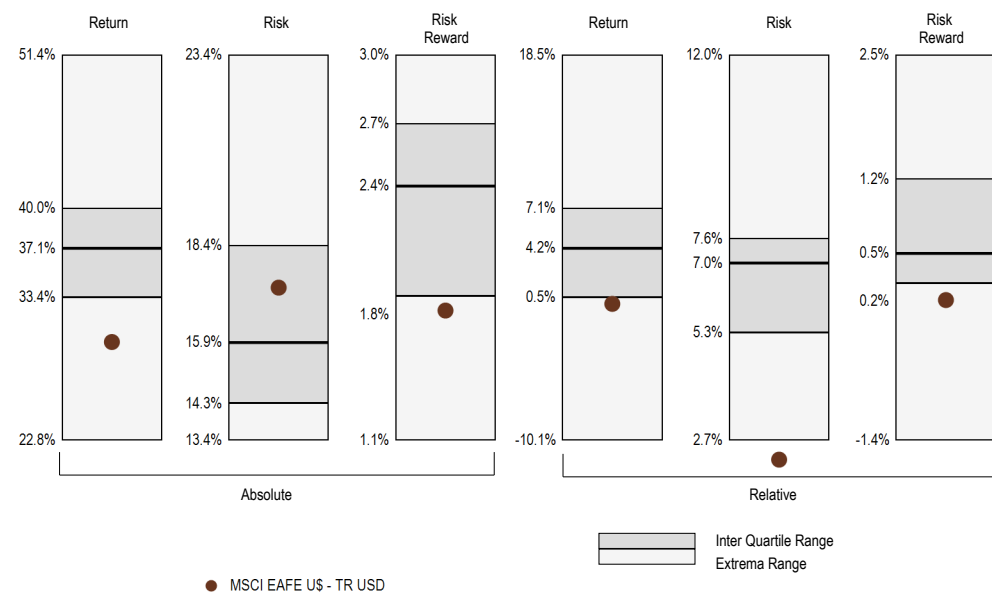 Return
Risk
Risk
Reward
Return
Risk
Risk
Reward
51.4%
40.0%
37.1%
33.4%
22.8%
23.4%
18.4%
15.9%
14.3%
13.4%
3.0%
2.7%
2.4%
1.8%
1.1%
18.5%
7.1%
4.2%
0.5%
-10.1%
12.0%
7.6%
7.0%
5.3%
2.7%
2.5%
1.2%
0.5%
0.2%
-1.4%
Absolute
Relative
Inter Quartile Range
Extrema Range
MSCI EAFE U$ - TR USD